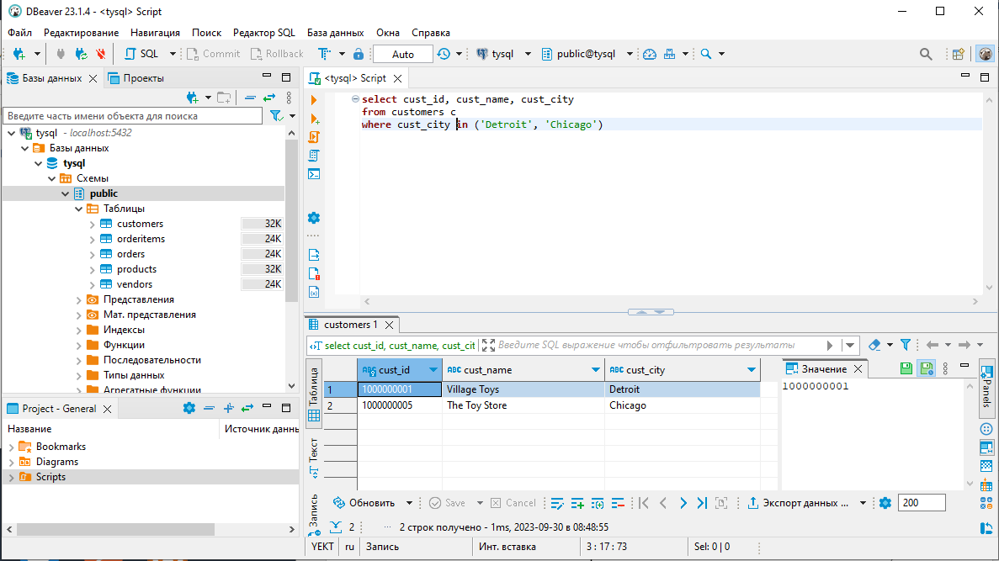 DBeaver 23.1.4 - <tysql> Script
Файл Редактирование Навигация Поиск Редактор SQL База данных Окна Справка
SQL Commit Rollback Auto tysql public@tysql
Базы данных Проекты
Введите часть имени объекта для поиска
tysql - localhost:5432
Базы данных
tysql
Схемы
public
Таблицы
customers 32K
orderitems 24K
orders 24K
products 32K
vendors 24K
Представления
Мат. представления
Индексы
Функции
Последовательности
Типы данных
Агрегатные функции
Project - General
Название Источник данн
Bookmarks
Diagrams
Scripts
<tysql> Script
select cust_id, cust_name, cust_city
from customers c
where cust_city in ('Detroit', 'Chicago')
customers 1
select cust_id, cust_name, cust_cit Введите SQL выражение чтобы отфильтровать результаты
Таблица
Текст
Запись
cust_id cust_name cust_city
1 1000000001 Village Toys Detroit
2 1000000005 The Toy Store Chicago
Значение
1000000001
Panels
Обновить Save Cancel Экспорт данных ... 200
2 2 строк получено - 1ms, 2023-09-30 в 08:48:55
YEKT ru Запись Инт. вставка 3 : 17 : 73 Sel: 0 | 0